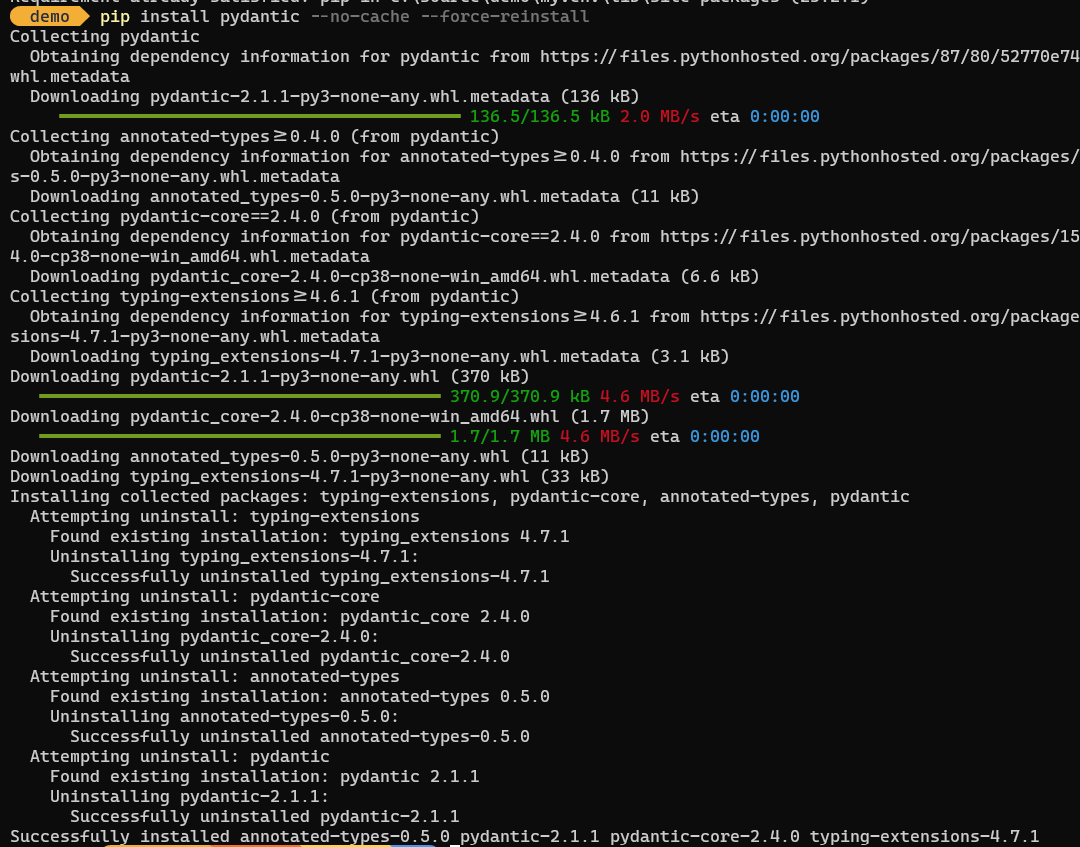 demo pip install pydantic --no-cache --force-reinstall
Collecting pydantic
Obtaining dependency information for pydantic from https://files.pythonhosted.org/packages/87/80/52770e74
whl.metadata
Downloading pydantic-2.1.1-py3-none-any.whl.metadata (136 kB)
136.5/136.5 kB 2.0 MB/s eta 0:00:00
Collecting annotated-types≥0.4.0 (from pydantic)
Obtaining dependency information for annotated-types≥0.4.0 from https://files.pythonhosted.org/packages/
s-0.5.0-py3-none-any.whl.metadata
Downloading annotated_types-0.5.0-py3-none-any.whl.metadata (11 kB)
Collecting pydantic-core==2.4.0 (from pydantic)
Obtaining dependency information for pydantic-core==2.4.0 from https://files.pythonhosted.org/packages/15
4.0-cp38-none-win_amd64.whl.metadata
Downloading pydantic_core-2.4.0-cp38-none-win_amd64.whl.metadata (6.6 kB)
Collecting typing-extensions≥4.6.1 (from pydantic)
Obtaining dependency information for typing-extensions≥4.6.1 from https://files.pythonhosted.org/package
sions-4.7.1-py3-none-any.whl.metadata
Downloading typing_extensions-4.7.1-py3-none-any.whl.metadata (3.1 kB)
Downloading pydantic-2.1.1-py3-none-any.whl (370 kB)
370.9/370.9 kB 4.6 MB/s eta 0:00:00
Downloading pydantic_core-2.4.0-cp38-none-win_amd64.whl (1.7 MB)
1.7/1.7 MB 4.6 MB/s eta 0:00:00
Downloading annotated_types-0.5.0-py3-none-any.whl (11 kB)
Downloading typing_extensions-4.7.1-py3-none-any.whl (33 kB)
Installing collected packages: typing-extensions, pydantic-core, annotated-types, pydantic
Attempting uninstall: typing-extensions
Found existing installation: typing_extensions 4.7.1
Uninstalling typing_extensions-4.7.1:
Successfully uninstalled typing_extensions-4.7.1
Attempting uninstall: pydantic-core
Found existing installation: pydantic_core 2.4.0
Uninstalling pydantic_core-2.4.0:
Successfully uninstalled pydantic_core-2.4.0
Attempting uninstall: annotated-types
Found existing installation: annotated-types 0.5.0
Uninstalling annotated-types-0.5.0:
Successfully uninstalled annotated-types-0.5.0
Attempting uninstall: pydantic
Found existing installation: pydantic 2.1.1
Uninstalling pydantic-2.1.1:
Successfully uninstalled pydantic-2.1.1
Successfully installed annotated-types-0.5.0 pydantic-2.1.1 pydantic-core-2.4.0 typing-extensions-4.7.1